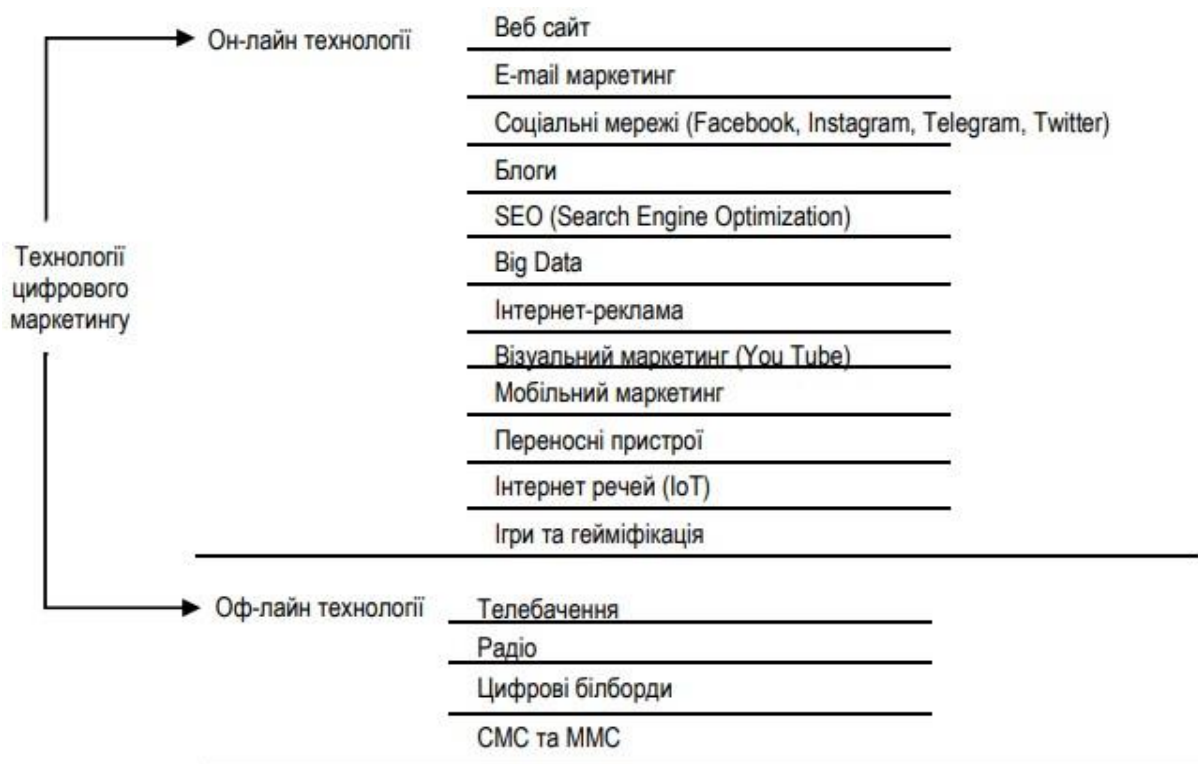 Он-лайн технології
Веб сайт
E-mail маркетинг
Соціальні мережі (Facebook, Instagram, Telegram, Twitter)
Блоги
SEO (Search Engine Optimization)
Big Data
Інтернет-реклама
Візуальний маркетинг (You Tube)
Мобільний маркетинг
Переносні пристрої
Інтернет речей (IoT)
Ігри та гейміфікація
Технології
цифрового
маркетингу
Оф-лайн технології
Телебачення
Радіо
Цифрові білборди
СМС та ММС